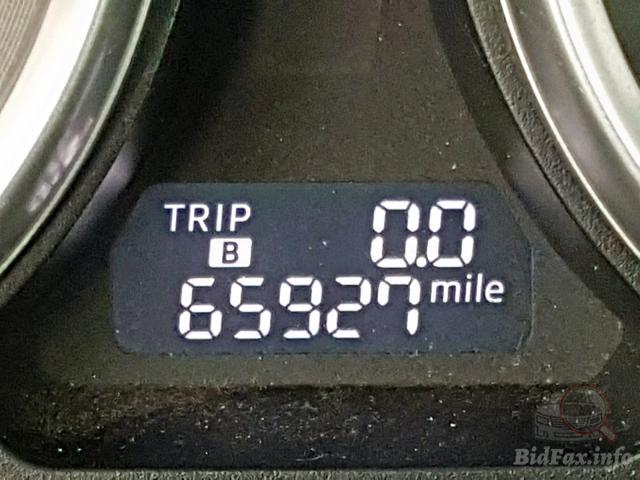 TRIP 0.0
B
65927 mile
BidFax.info